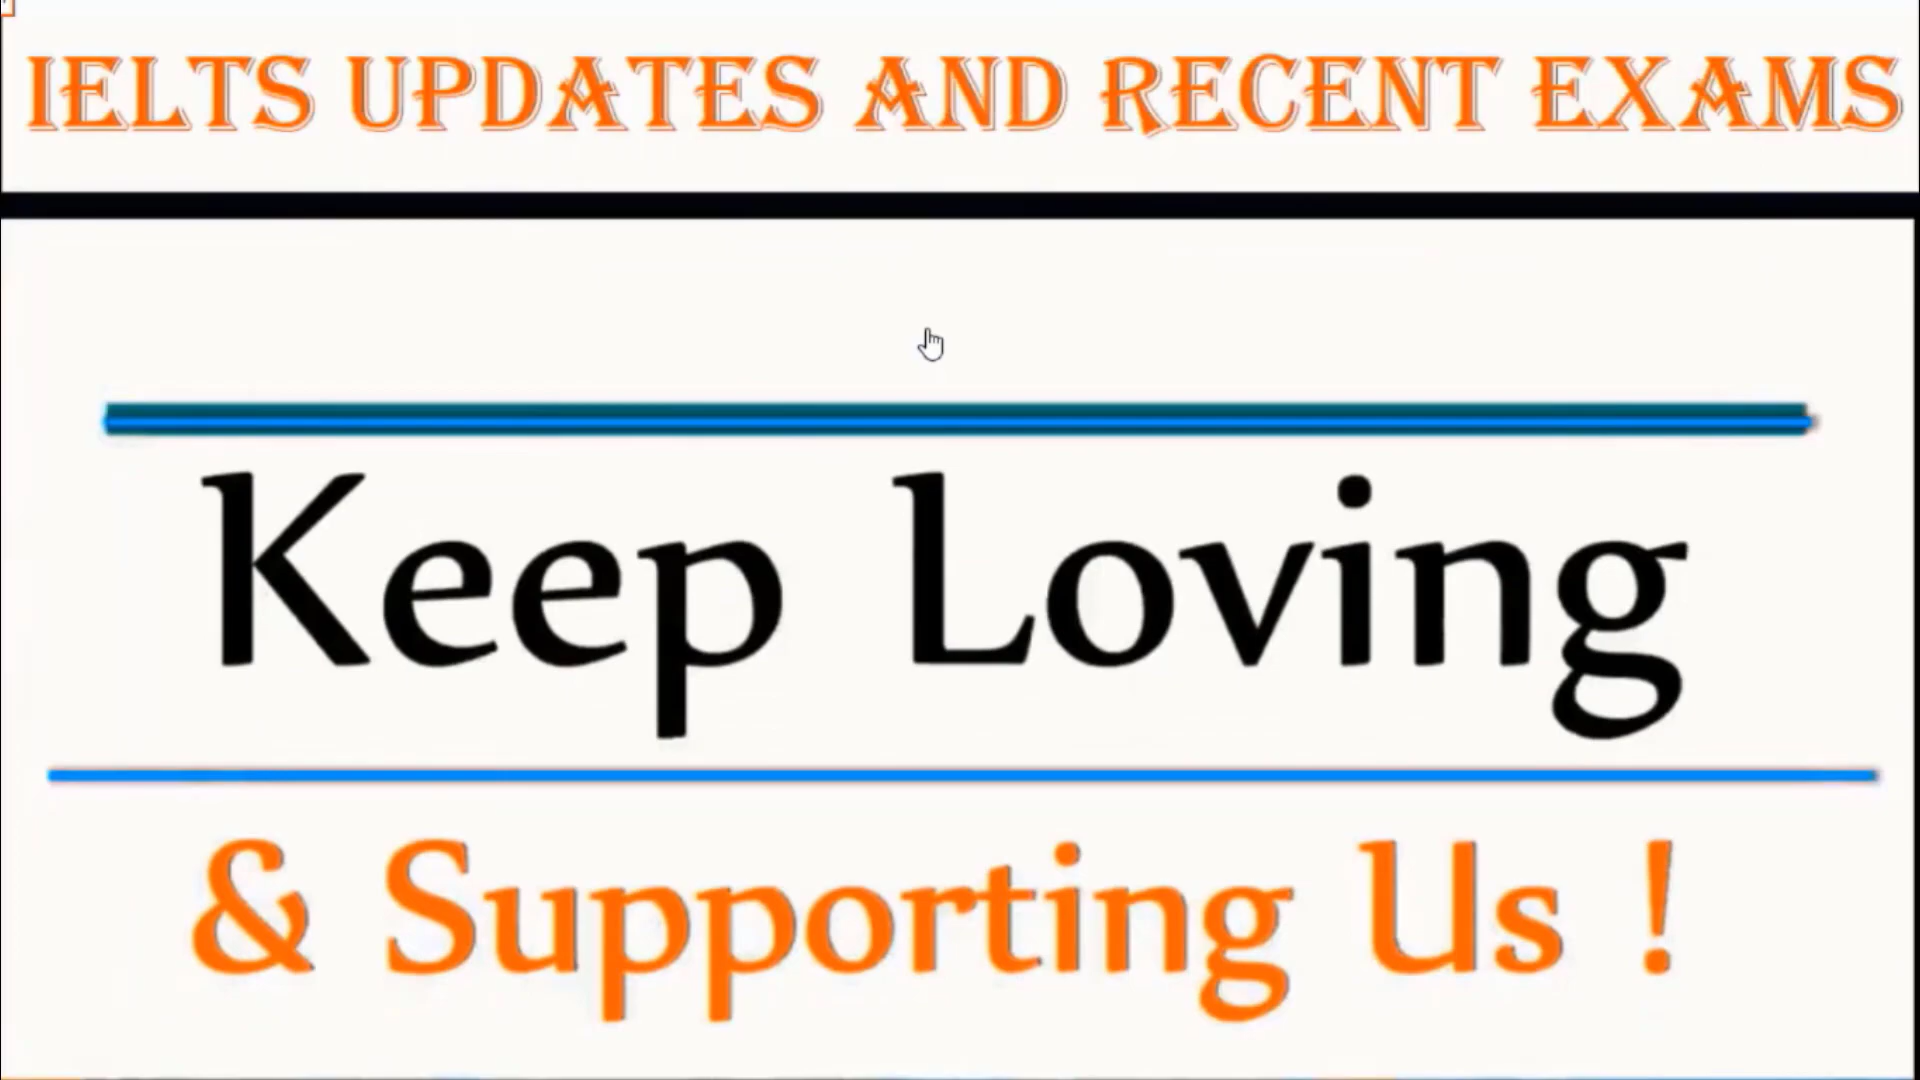 IELTS UPDATES AND RECENT EXAMS
Keep Loving
& Supporting Us !